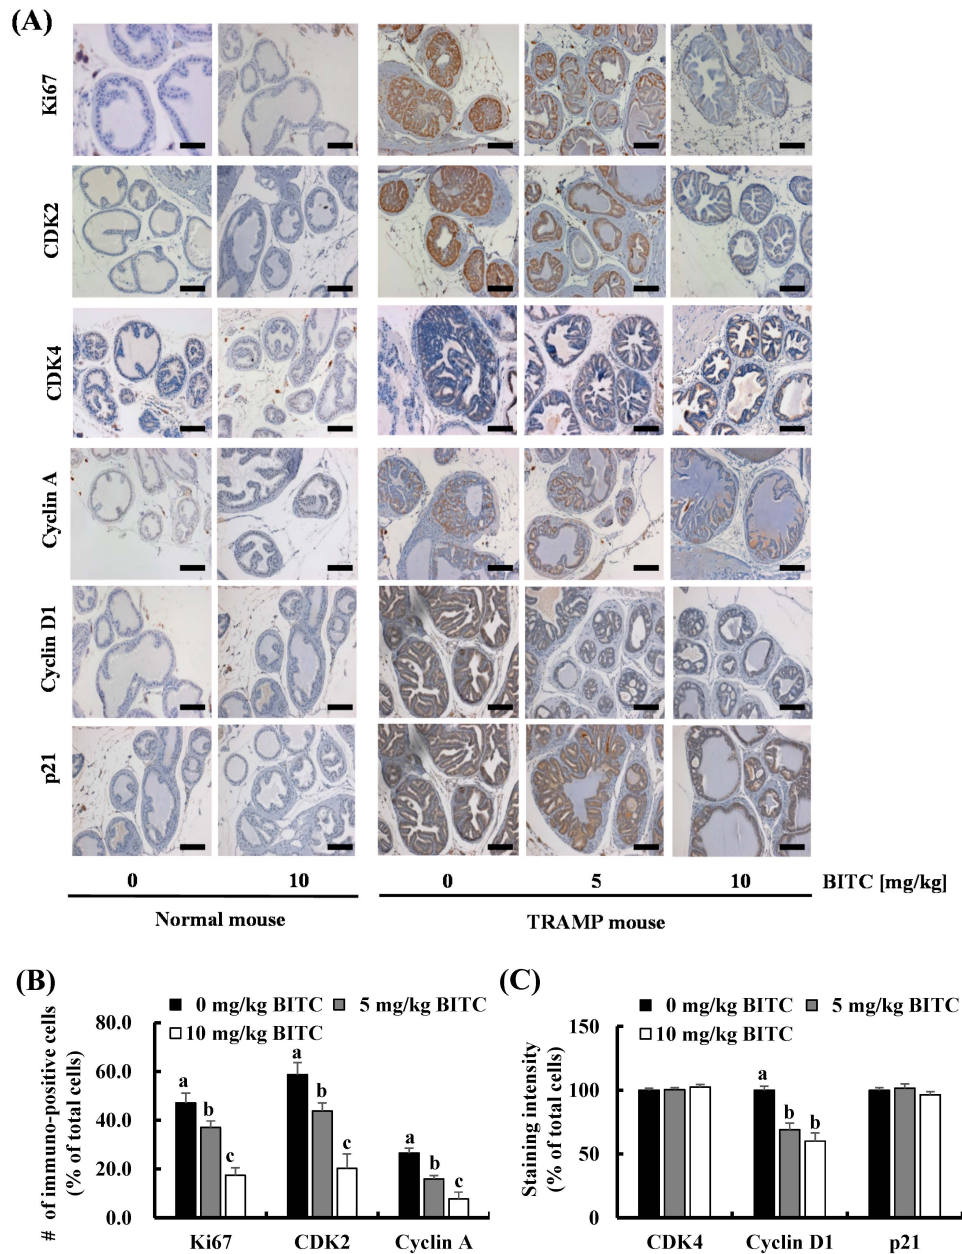 (A)
Ki67
CDK2
CDK4
Cyclin A
Cyclin D1
p21
0 10 0 5 10 BITC [mg/kg]
Normal mouse TRAMP mouse
(B)
0 mg/kg BITC 5 mg/kg BITC
10 mg/kg BITC
# of immuno-positive cells
(% of total cells)
80.0
60.0
40.0
20.0
0.0
a b c
a b c
a b c
Ki67 CDK2 Cyclin A
(C)
0 mg/kg BITC 5 mg/kg BITC
10 mg/kg BITC
Staining intensity
(% of total cells)
150
100
50
0
a b b
CDK4 Cyclin D1 p21